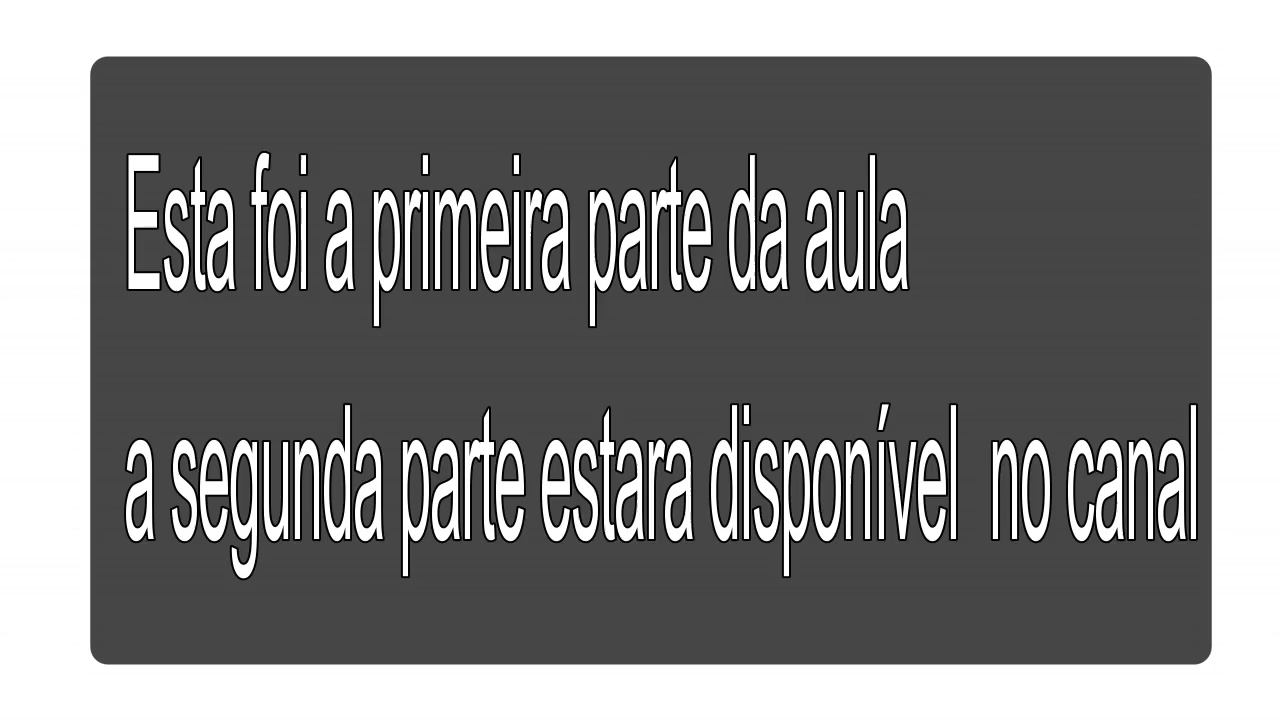 Esta foi a primeira parte da aula
a segunda parte estara disponível  no canal